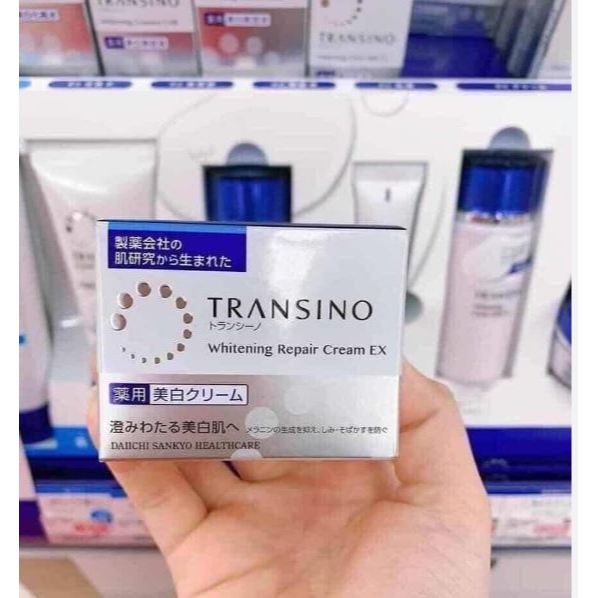 TRANSINO
製薬会社の
肌研究から生まれた
TRANSINO
トランシーノ
Whitening Repair Cream EX
薬用 美白クリーム
澄みわたる美白肌へ メラニンの生成を抑え、しみ・そばかすを防ぐ
DAIICHI SANKYO HEALTHCARE